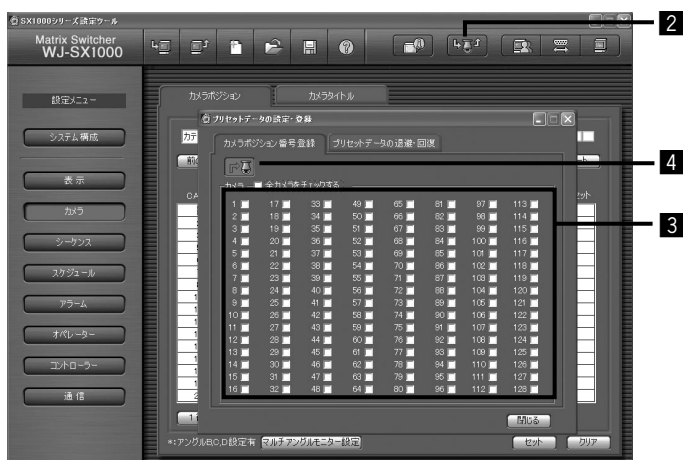 SX1000シリーズ設定ツール
Matrix Switcher
WJ-SX1000
2
設定メニュー
システム構成
表示
カメラ
シーケンス
スケジュール
アラーム
オペレーター
コントローラー
通信
カメラポジション
カメラタイトル
プリセットデータの設定・登録
カメラポジション番号登録
プリセットデータの退避・回復
4
カメラ
全カメラをチェックする
3
1 17 33 49 65 81 97 113
2 18 34 50 66 82 98 114
3 19 35 51 67 83 99 115
4 20 36 52 68 84 100 116
5 21 37 53 69 85 101 117
6 22 38 54 70 86 102 118
7 23 39 55 71 87 103 119
8 24 40 56 72 88 104 120
9 25 41 57 73 89 105 121
10 26 42 58 74 90 106 122
11 27 43 59 75 91 107 123
12 28 44 60 76 92 108 124
13 29 45 61 77 93 109 125
14 30 46 62 78 94 110 126
15 31 47 63 79 95 111 127
16 32 48 64 80 96 112 128
閉じる
*:アングルB,C,D設定有
マルチアングルモニター設定
セット
クリア